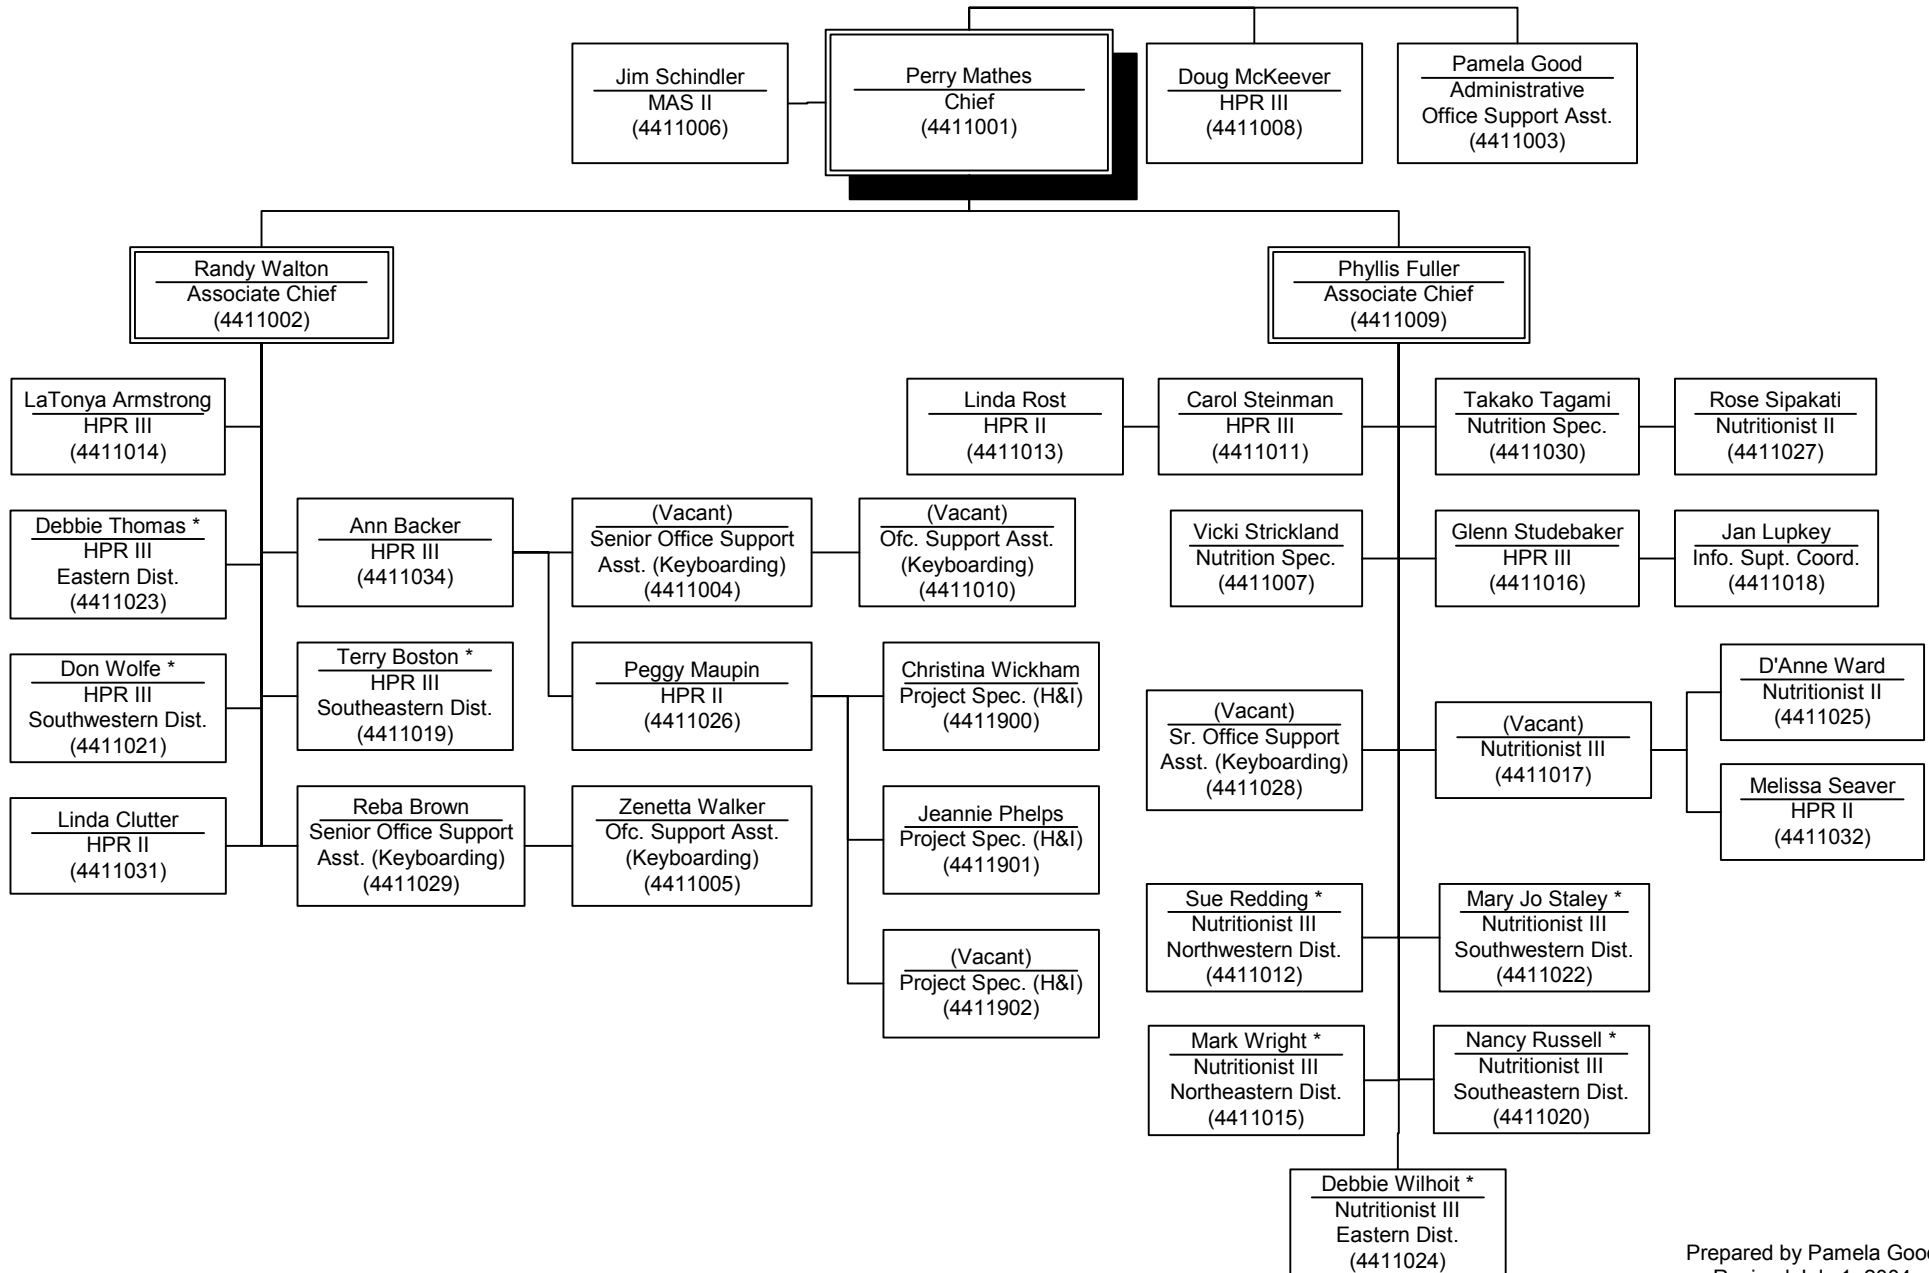 Jim Schindler
MAS II
(4411006)
Perry Mathes
Chief
(4411001)
Doug McKeever
HPR III
(4411008)
Pamela Good
Administrative
Office Support Asst.
(4411003)
Randy Walton
Associate Chief
(4411002)
Phyllis Fuller
Associate Chief
(4411009)
LaTonya Armstrong
HPR III
(4411014)
Linda Rost
HPR II
(4411013)
Carol Steinman
HPR III
(4411011)
Takako Tagami
Nutrition Spec.
(4411030)
Rose Sipakati
Nutritionist II
(4411027)
Debbie Thomas *
HPR III
Eastern Dist.
(4411023)
Ann Backer
HPR III
(4411034)
(Vacant)
Senior Office Support
Asst. (Keyboarding)
(4411004)
(Vacant)
Ofc. Support Asst.
(Keyboarding)
(4411010)
Vicki Strickland
Nutrition Spec.
(4411007)
Glenn Studebaker
HPR III
(4411016)
Jan Lupkey
Info. Supt. Coord.
(4411018)
Don Wolfe *
HPR III
Southwestern Dist.
(4411021)
Terry Boston *
HPR III
Southeastern Dist.
(4411019)
Peggy Maupin
HPR II
(4411026)
Christina Wickham
Project Spec. (H&I)
(4411900)
(Vacant)
Sr. Office Support
Asst. (Keyboarding)
(4411028)
(Vacant)
Nutritionist III
(4411017)
D'Anne Ward
Nutritionist II
(4411025)
Melissa Seaver
HPR II
(4411032)
Linda Clutter
HPR II
(4411031)
Reba Brown
Senior Office Support
Asst. (Keyboarding)
(4411029)
Zenetta Walker
Ofc. Support Asst.
(Keyboarding)
(4411005)
Jeannie Phelps
Project Spec. (H&I)
(4411901)
(Vacant)
Project Spec. (H&I)
(4411902)
Sue Redding *
Nutritionist III
Northwestern Dist.
(4411012)
Mary Jo Staley *
Nutritionist III
Southwestern Dist.
(4411022)
Mark Wright *
Nutritionist III
Northeastern Dist.
(4411015)
Nancy Russell *
Nutritionist III
Southeastern Dist.
(4411020)
Debbie Wilhoit *
Nutritionist III
Eastern Dist.
(4411024)
Prepared by Pamela Good